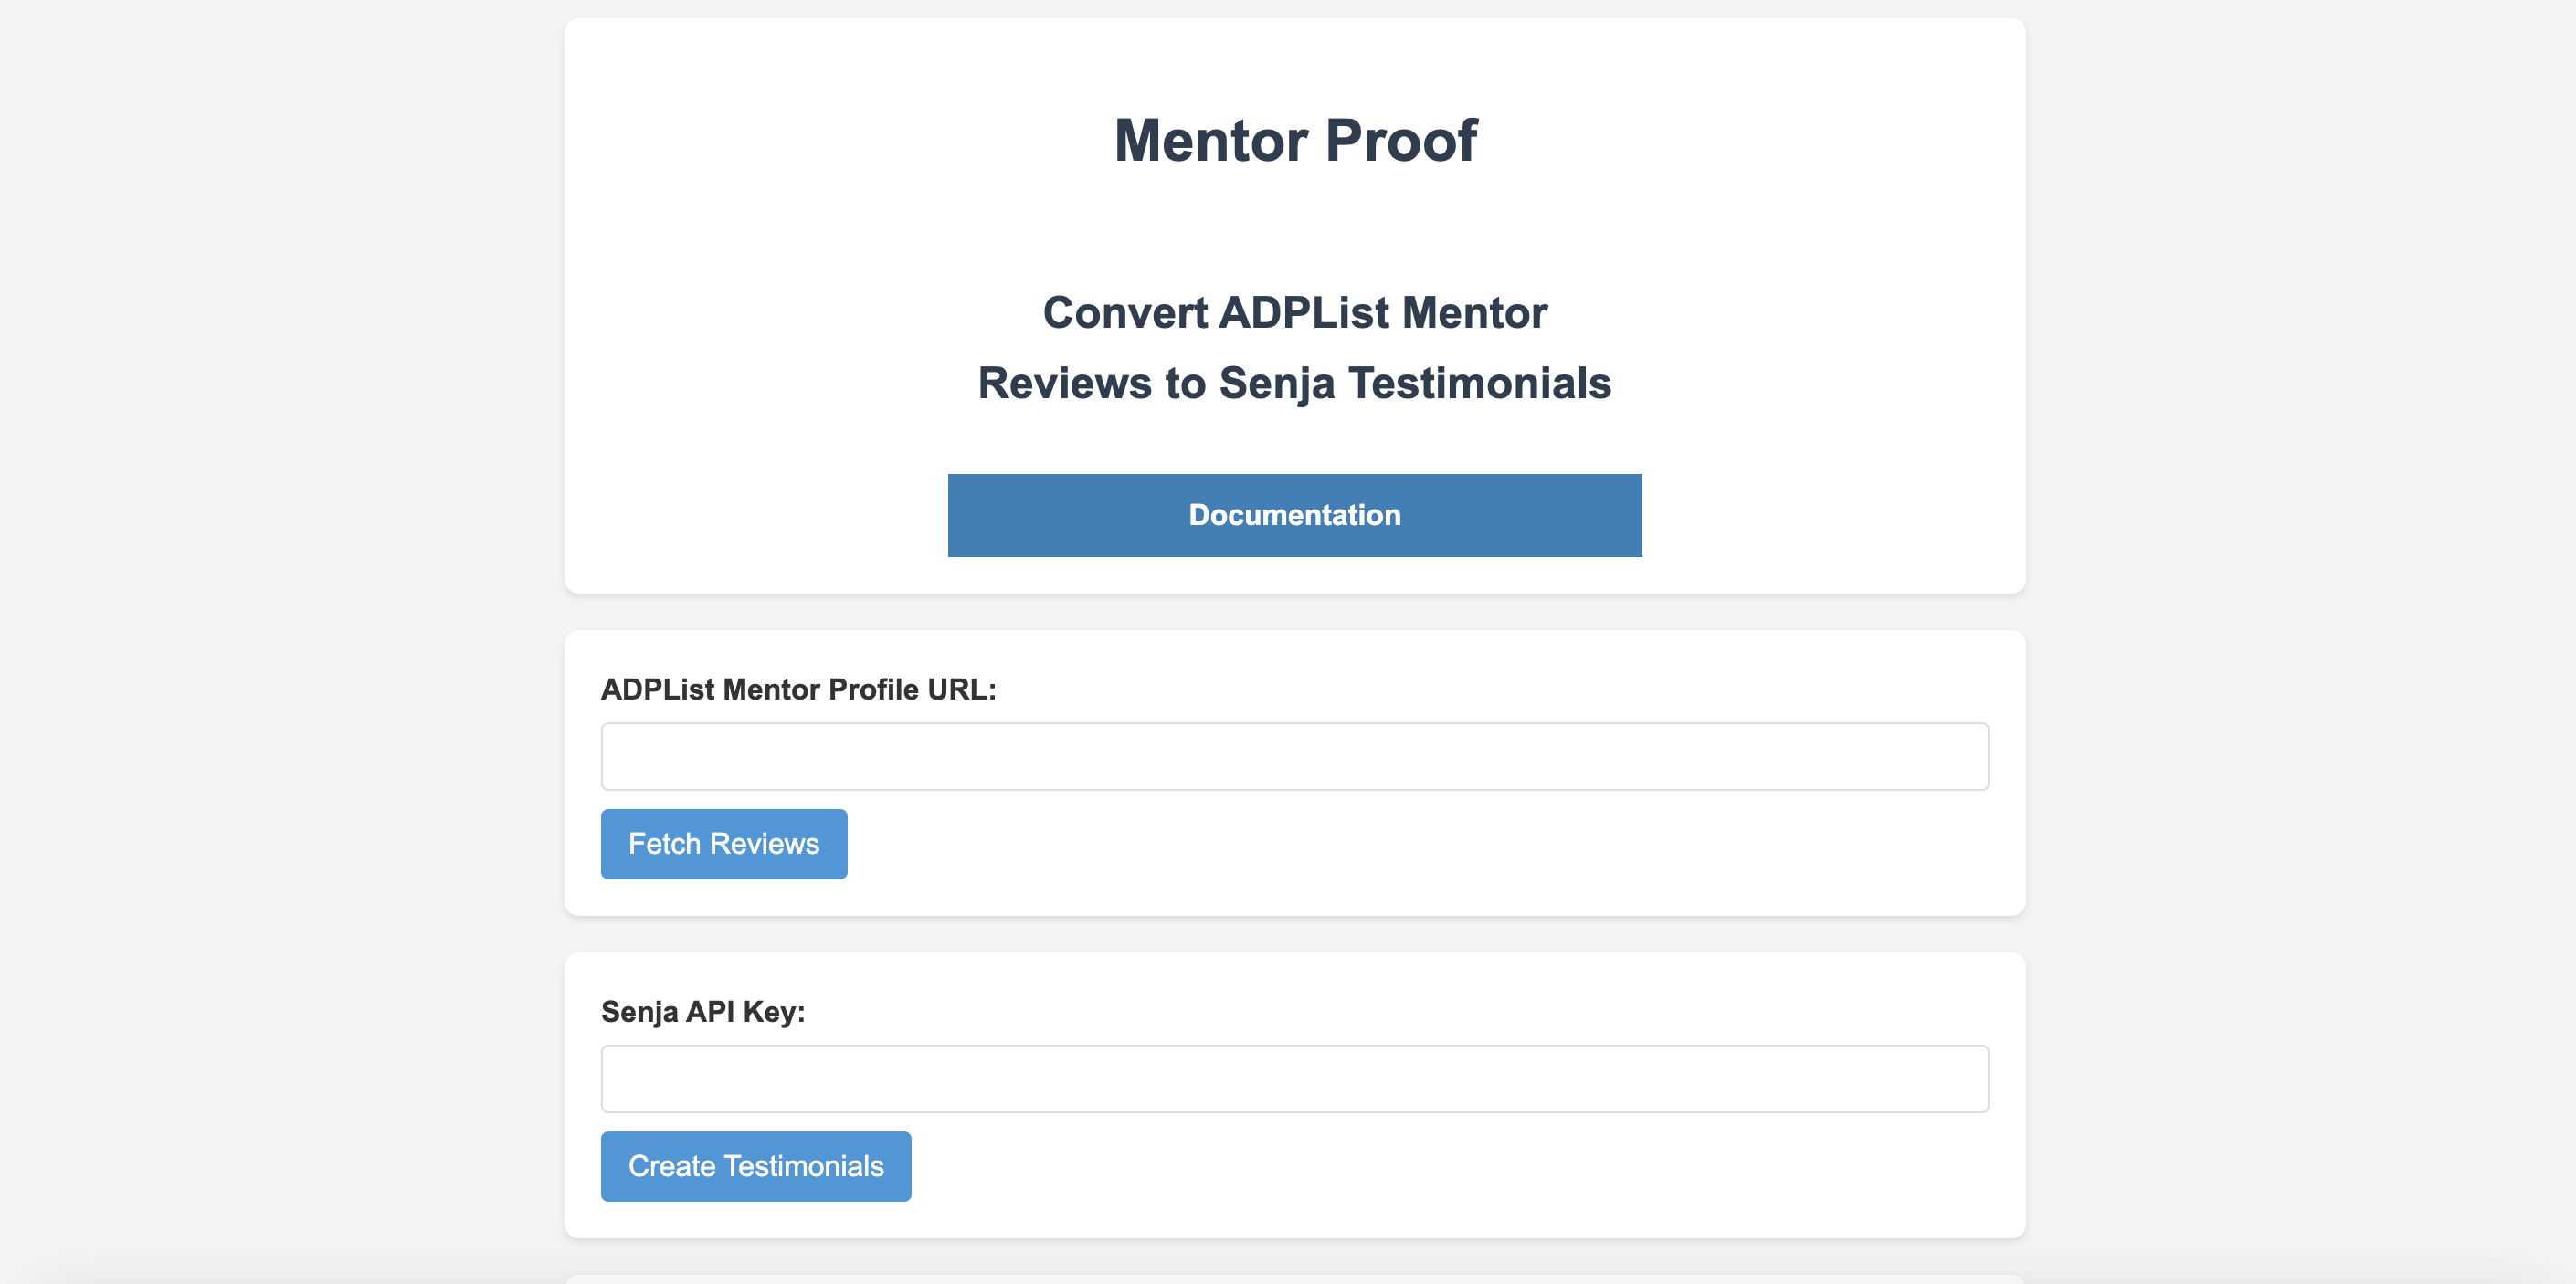 Mentor Proof
Convert ADPList Mentor
Reviews to Senja Testimonials
Documentation
ADPList Mentor Profile URL:
Fetch Reviews
Senja API Key:
Create Testimonials